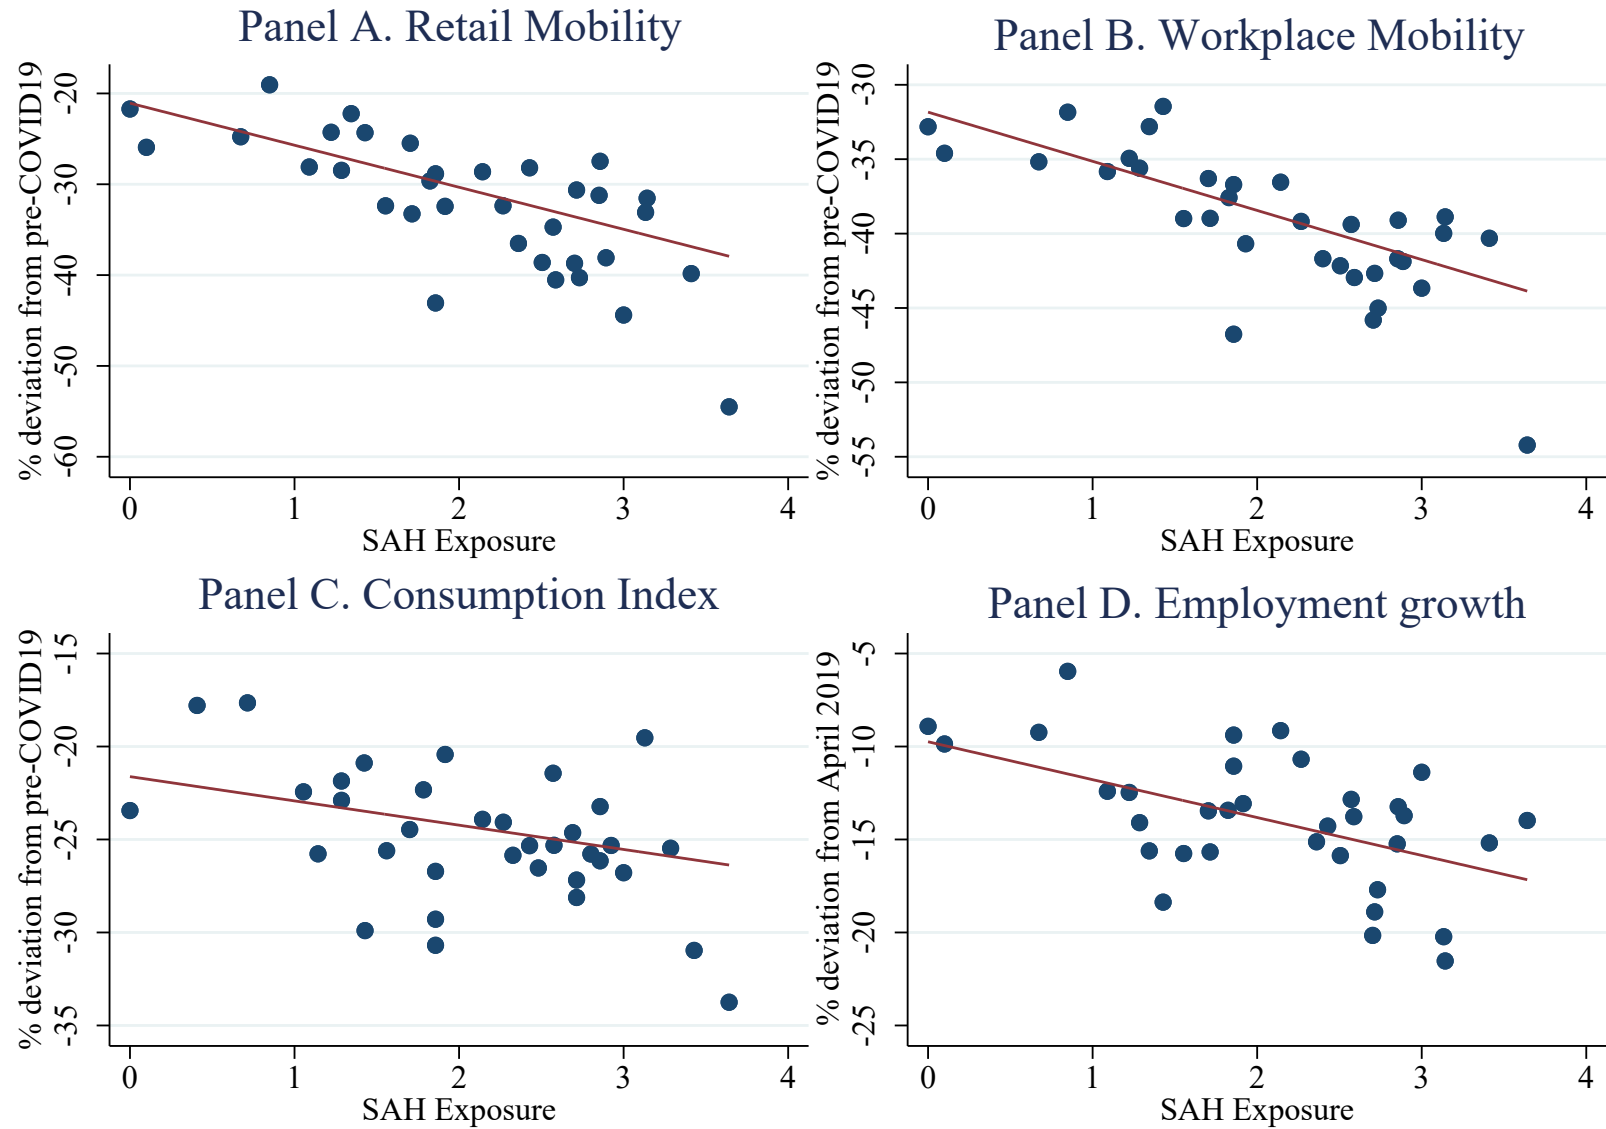 Panel A. Retail Mobility
% deviation from pre-COVID19
-20
-30
-40
-50
-60
0 1 2 3 4
SAH Exposure
Panel B. Workplace Mobility
% deviation from pre-COVID19
-30
-35
-40
-45
-50
-55
0 1 2 3 4
SAH Exposure
Panel C. Consumption Index
% deviation from pre-COVID19
-15
-20
-25
-30
-35
0 1 2 3 4
SAH Exposure
Panel D. Employment growth
% deviation from April 2019
-5
-10
-15
-20
-25
0 1 2 3 4
SAH Exposure